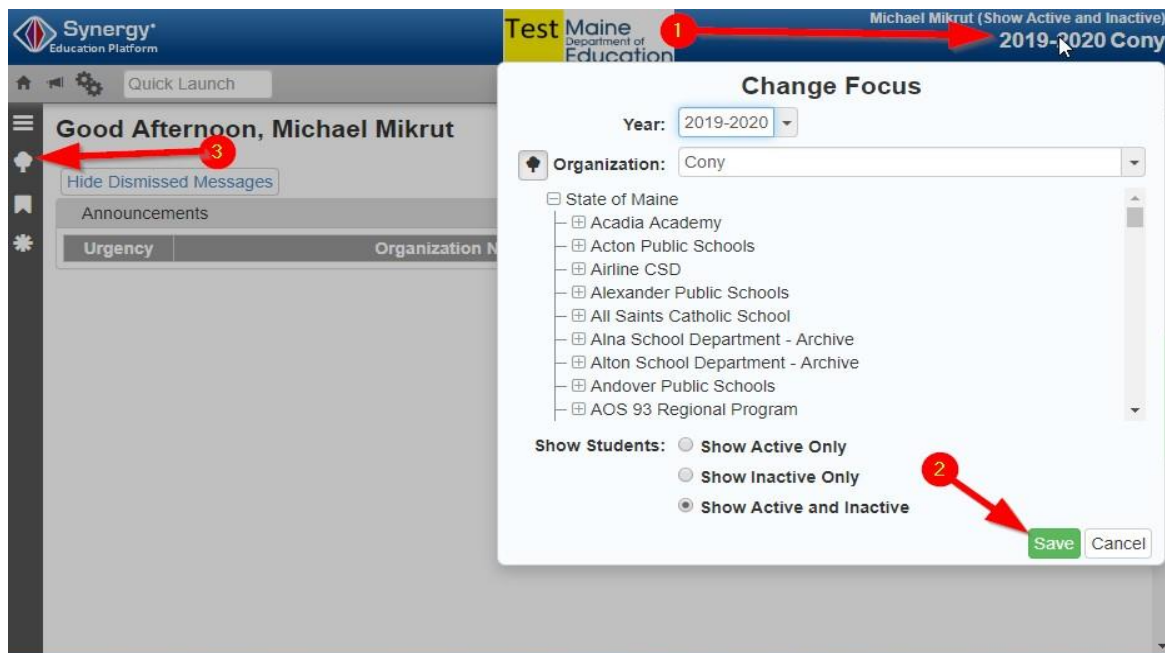 Synergy
Education Platform
Test Maine
Department of
Education
1
Michael Mikrut (Show Active and Inactive)
2019-2020 Cony
Quick Launch
Good Afternoon, Michael Mikrut
3
Hide Dismissed Messages
Announcements
Urgency
Organization N
Change Focus
Year: 2019-2020
Organization: Cony
State of Maine
Acadia Academy
Acton Public Schools
Airline CSD
Alexander Public Schools
All Saints Catholic School
Alna School Department - Archive
Alton School Department - Archive
Andover Public Schools
AOS 93 Regional Program
Show Students: Show Active Only
Show Inactive Only
2
Show Active and Inactive
Save Cancel